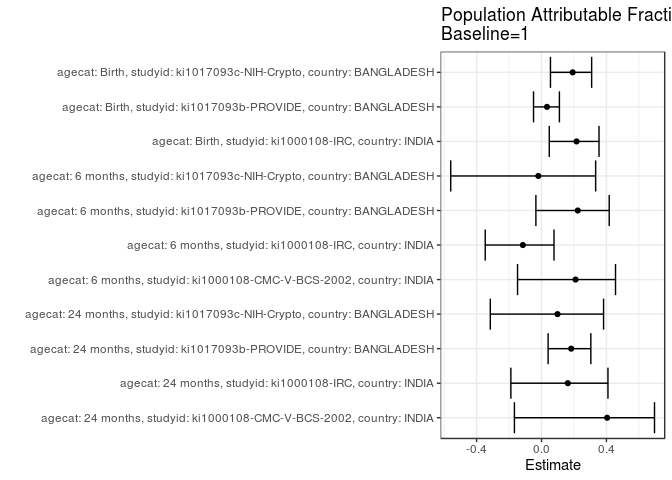 Population Attributable Fracti
Baseline=1
agecat: Birth, studyid: ki1017093c-NIH-Crypto, country: BANGLADESH
agecat: Birth, studyid: ki1017093b-PROVIDE, country: BANGLADESH
agecat: Birth, studyid: ki1000108-IRC, country: INDIA
agecat: 6 months, studyid: ki1017093c-NIH-Crypto, country: BANGLADESH
agecat: 6 months, studyid: ki1017093b-PROVIDE, country: BANGLADESH
agecat: 6 months, studyid: ki1000108-IRC, country: INDIA
agecat: 6 months, studyid: ki1000108-CMC-V-BCS-2002, country: INDIA
agecat: 24 months, studyid: ki1017093c-NIH-Crypto, country: BANGLADESH
agecat: 24 months, studyid: ki1017093b-PROVIDE, country: BANGLADESH
agecat: 24 months, studyid: ki1000108-IRC, country: INDIA
agecat: 24 months, studyid: ki1000108-CMC-V-BCS-2002, country: INDIA
-0.4 0.0 0.4
Estimate